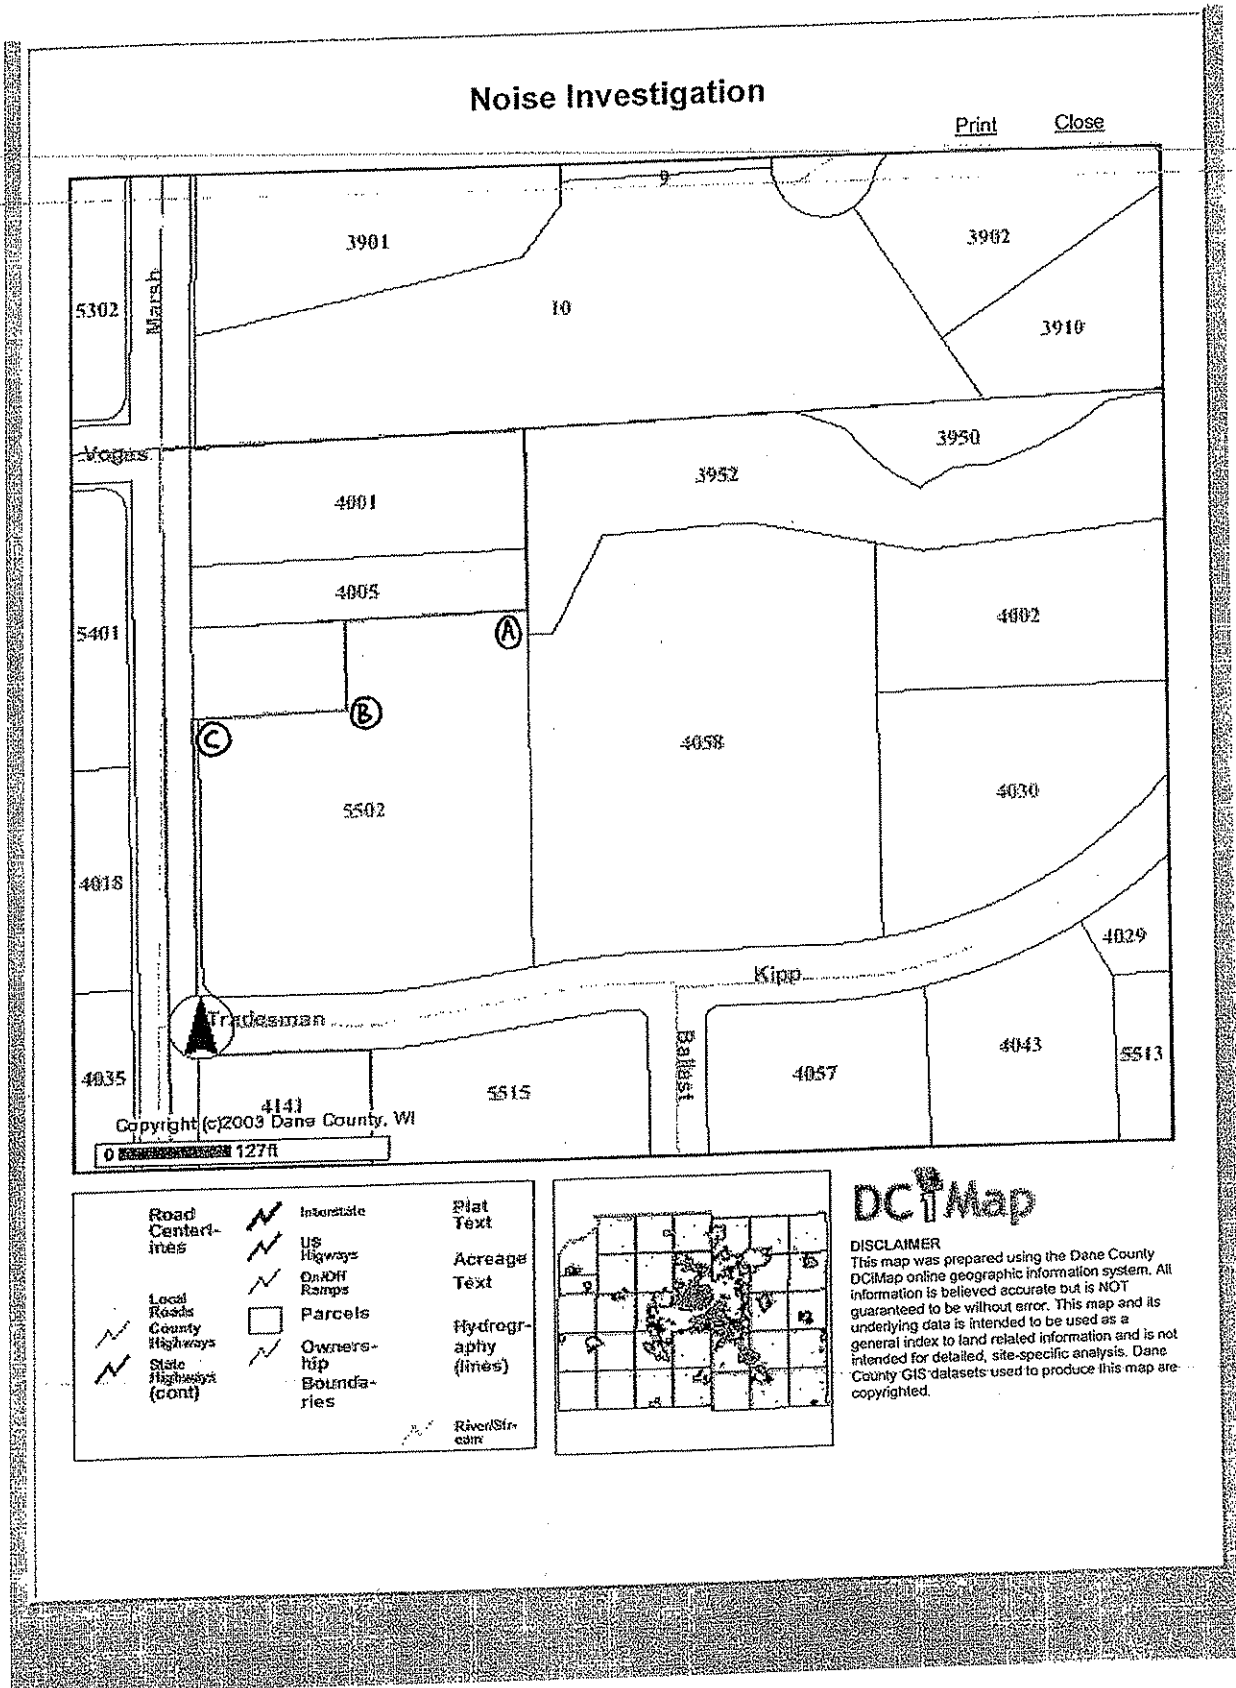 Noise Investigation
Print Close
9
3901
3902
5302
Marsh
10
3910
Voges
3950
3952
4001
4005
4002
5401
A
B
C
4058
4030
5502
4018
4029
Kipp
Tradesman
Ballast
4043
5513
4035
4057
5515
4141
Copyright (c)2003 Dane County, WI
0 127ft
Road
Centerl-
ines
Local
Roads
County
Highways
State
Highways
(cont)
Interstate
US
Higways
On/Off
Ramps
Parcels
Owners-
hip
Bounda-
ries
Plat
Text
Acreage
Text
Hydrogr-
aphy
(lines)
River/Str-
eam
DCiMap
DISCLAIMER
This map was prepared using the Dane County
DCiMap online geographic information system. All
information is believed accurate but is NOT
guaranteed to be without error. This map and its
underlying data is intended to be used as a
general index to land related information and is not
intended for detailed, site-specific analysis. Dane
County GIS datasets used to produce this map are
copyrighted.